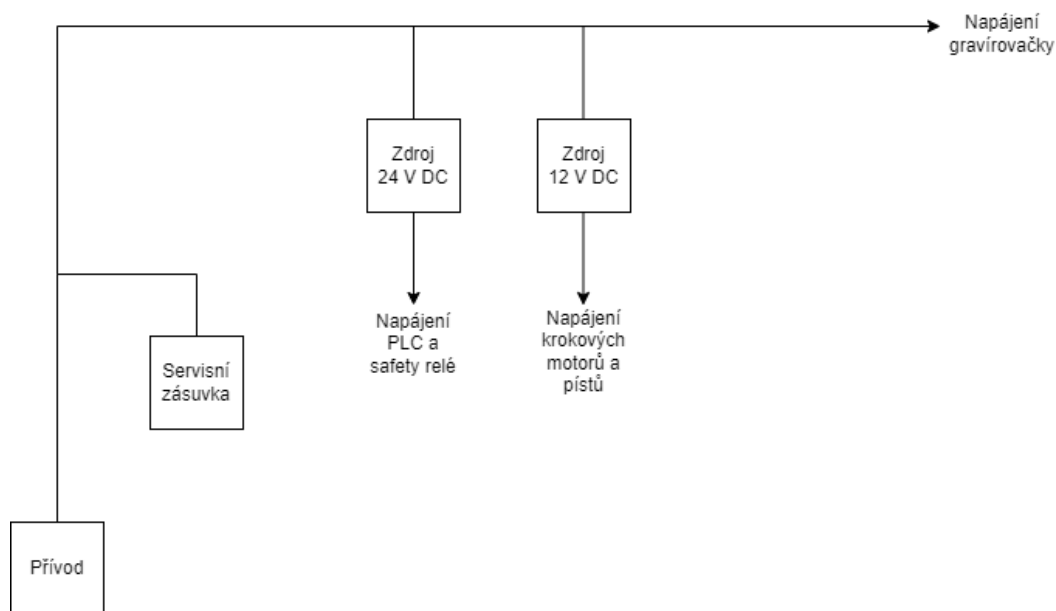 Napájení
gravírovačky
Zdroj
24 V DC
Zdroj
12 V DC
Napájení
PLC a
safety relé
Napájení
krokových
motorů a
pístů
Servisní
zásuvka
Přívod